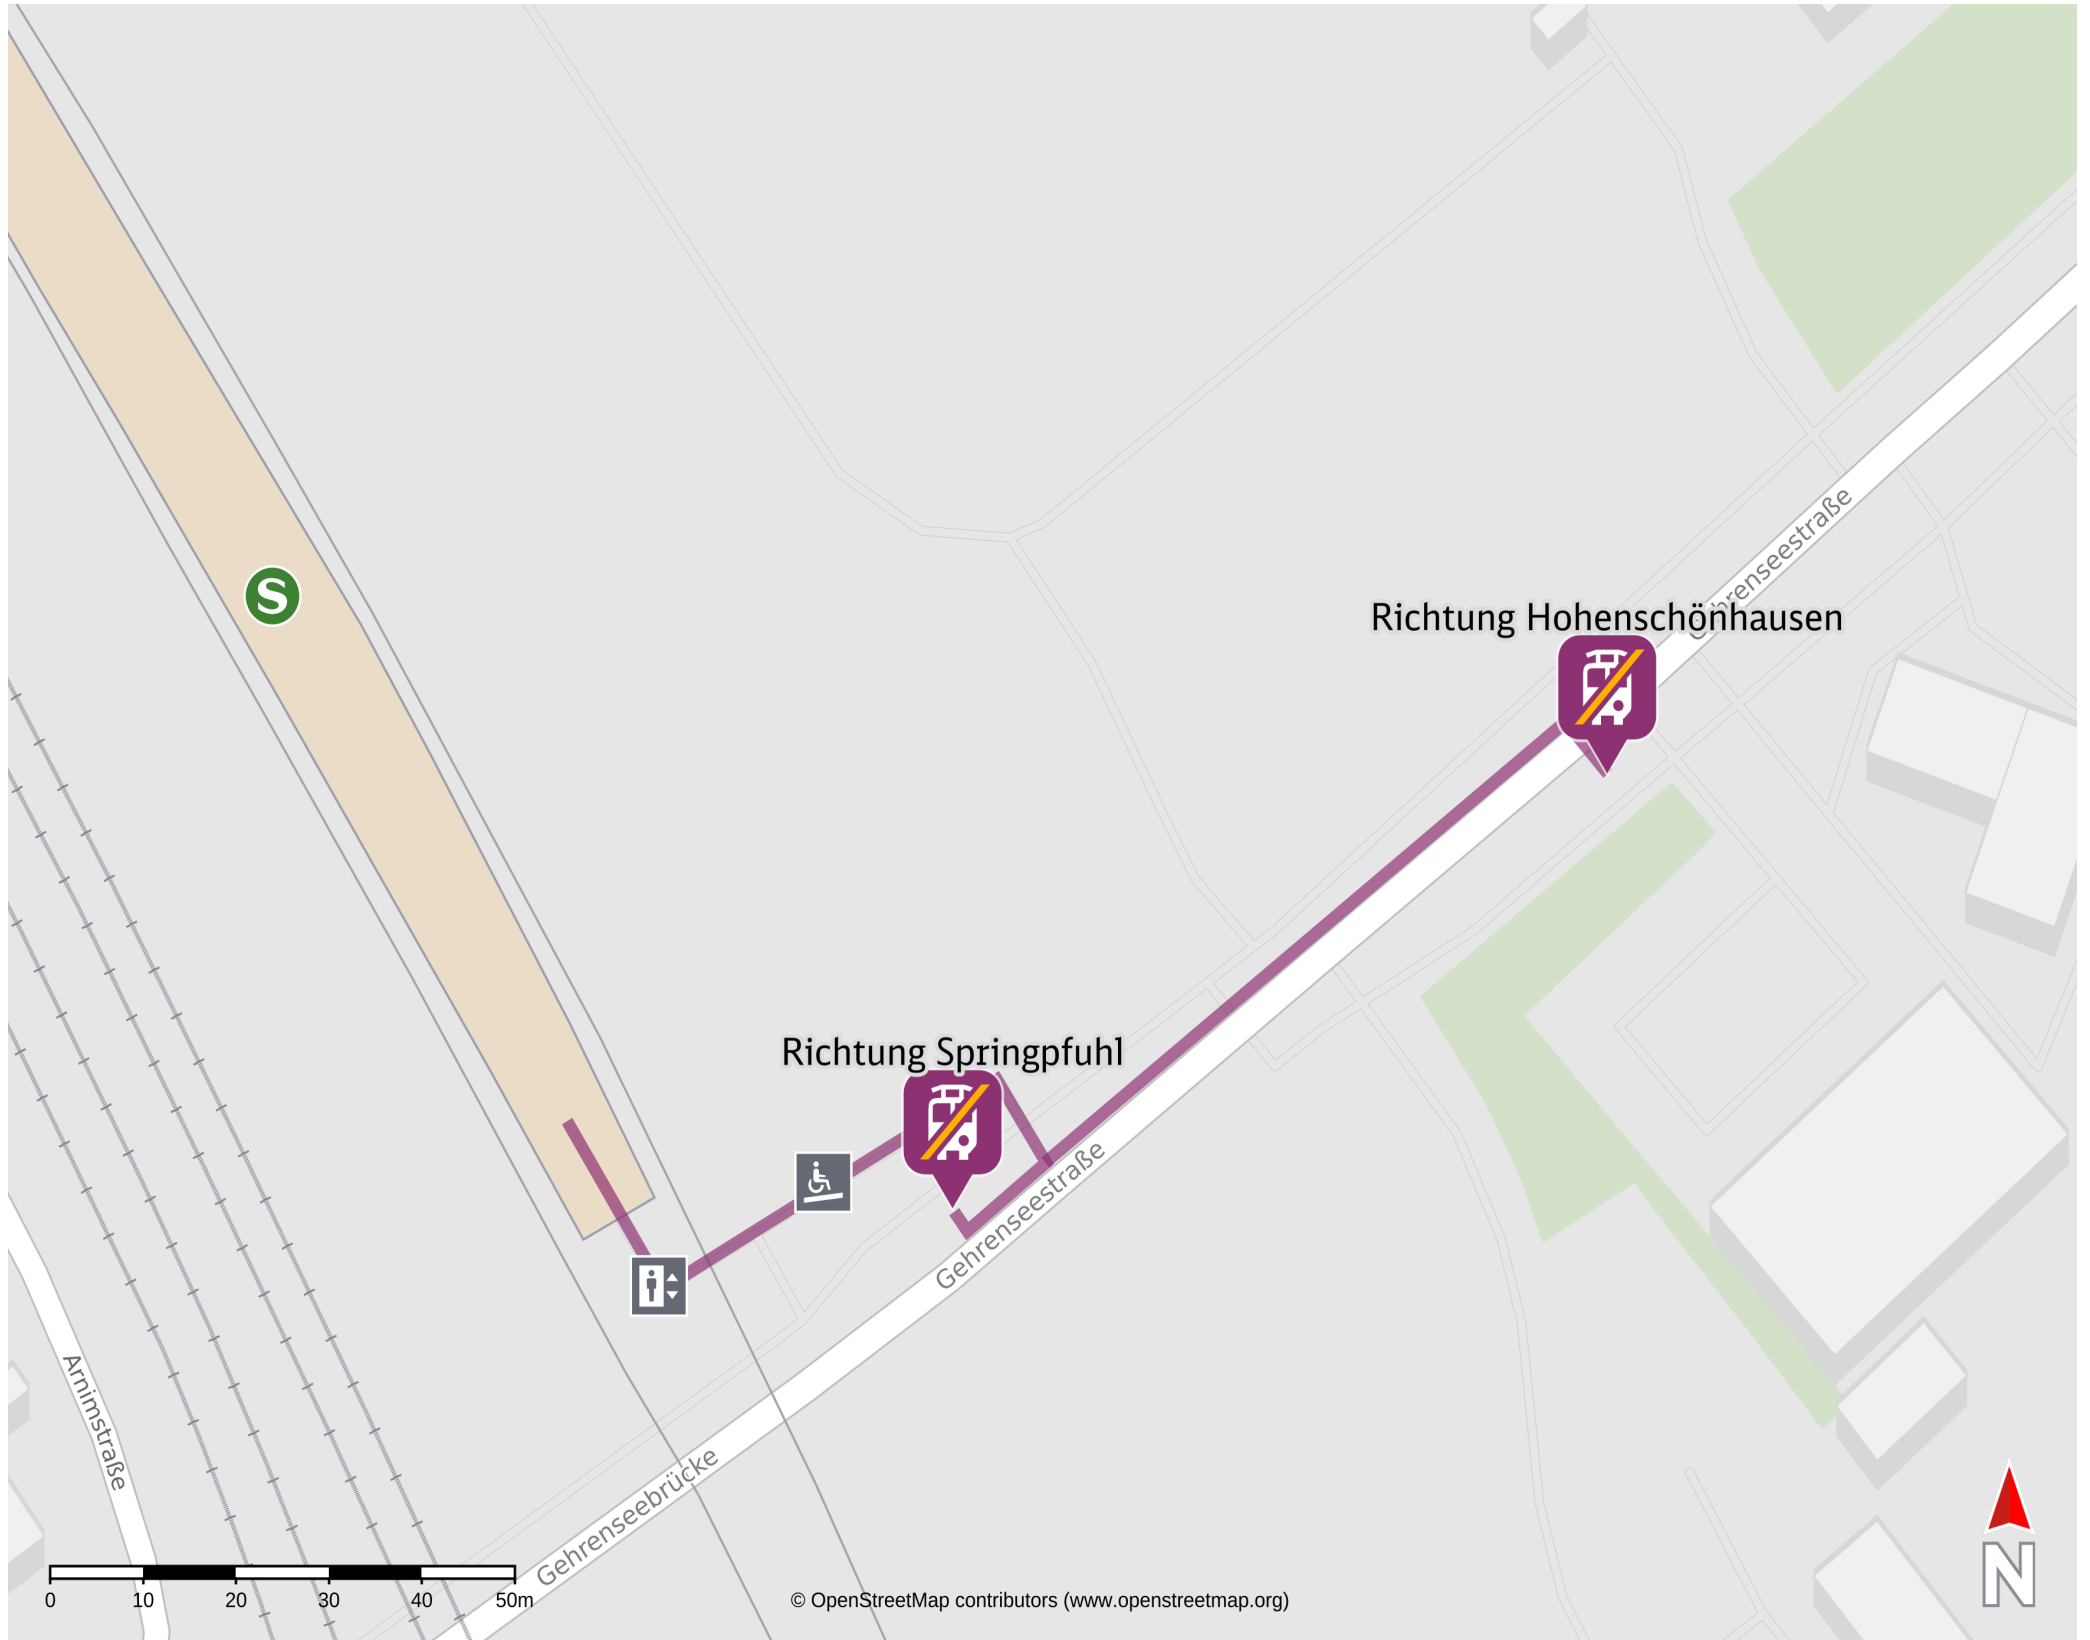 S
Gehrenseestraße
Richtung Hohenschönhausen
Richtung Springpfuhl
Gehrenseestraße
Arnimstraße
Gehrenseebrücke
0 10 20 30 40 50m
© OpenStreetMap contributors (www.openstreetmap.org)
N